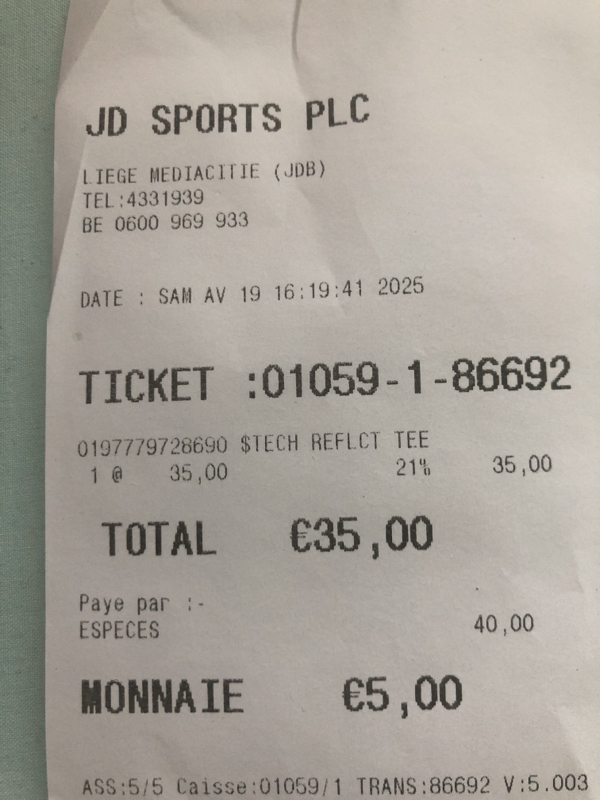 JD SPORTS PLC
LIEGE MEDIACITIE (JDB)
TEL:4331939
BE 0600 969 933
DATE : SAM AV 19 16:19:41 2025
TICKET :01059-1-86692
0197779728690 $TECH REFLCT TEE
1 @ 35,00 21% 35,00
TOTAL €35,00
Paye par :-
ESPECES 40,00
MONNAIE €5,00
ASS:5/5 Caisse:01059/1 TRANS:86692 V:5.003